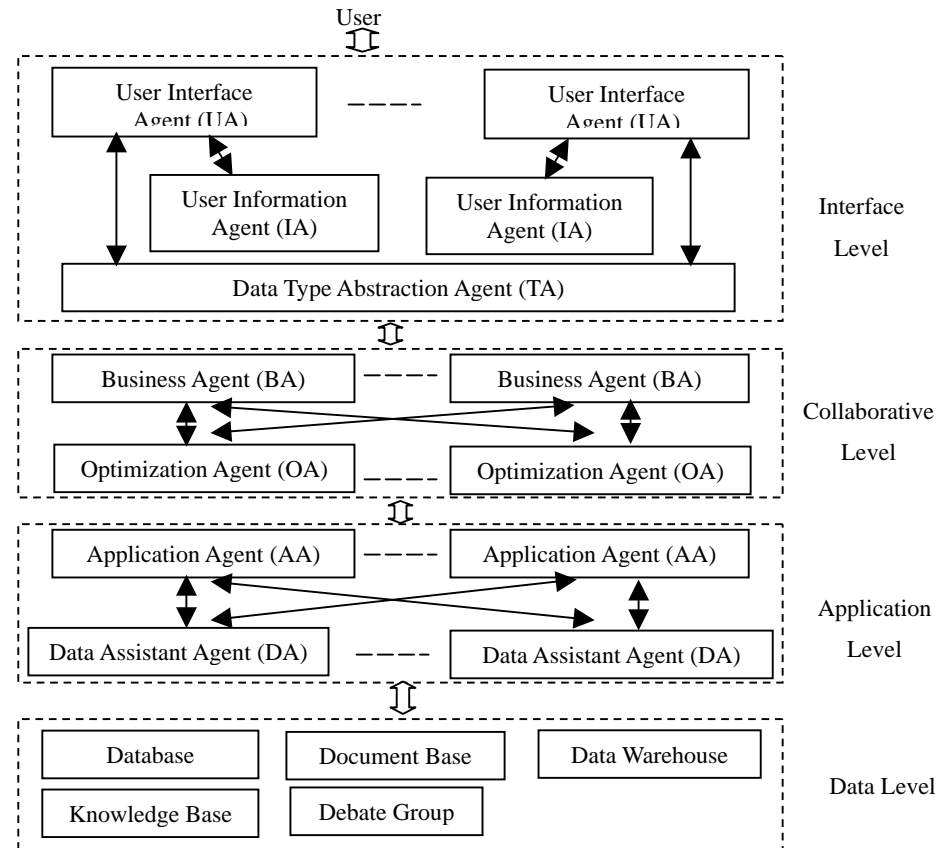 User
User Interface
Agent (UA)
User Interface
Agent (UA)
User Information
Agent (IA)
User Information
Agent (IA)
Data Type Abstraction Agent (TA)
Interface
Level
Business Agent (BA)
Business Agent (BA)
Optimization Agent (OA)
Optimization Agent (OA)
Collaborative
Level
Application Agent (AA)
Application Agent (AA)
Data Assistant Agent (DA)
Data Assistant Agent (DA)
Application
Level
Database
Document Base
Data Warehouse
Knowledge Base
Debate Group
Data Level